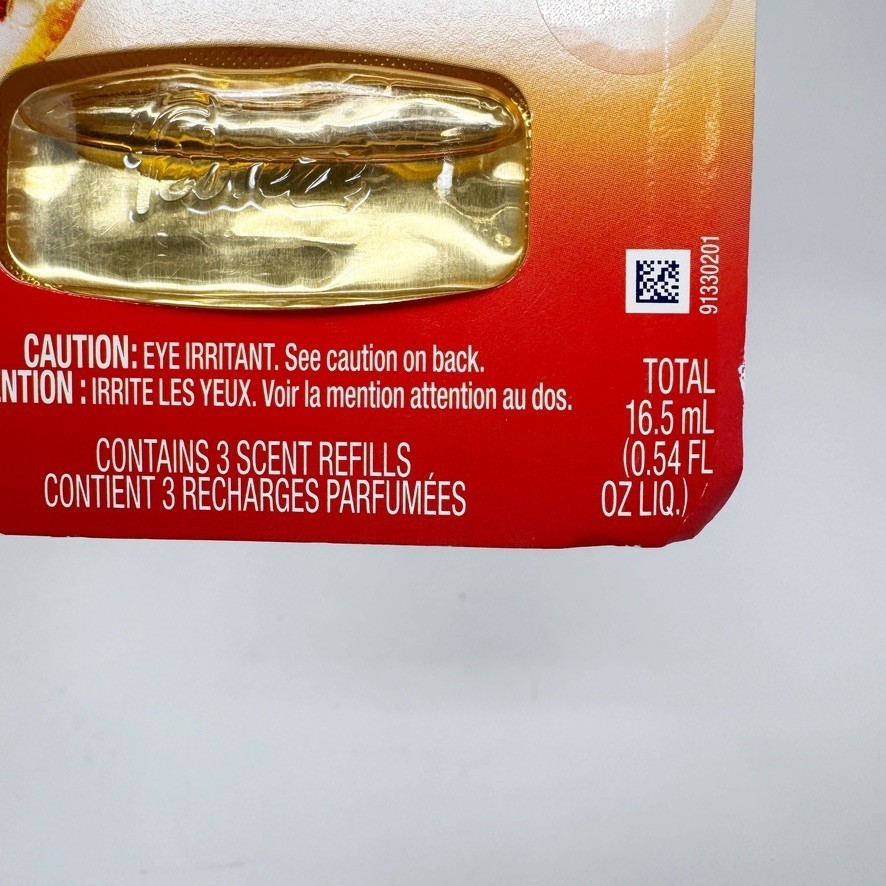 91330201
CAUTION: EYE IRRITANT. See caution on back.
NTION : IRRITE LES YEUX. Voir la mention attention au dos.
CONTAINS 3 SCENT REFILLS
CONTIENT 3 RECHARGES PARFUMÉES
TOTAL
16.5 mL
(0.54 FL
OZ LIQ.)